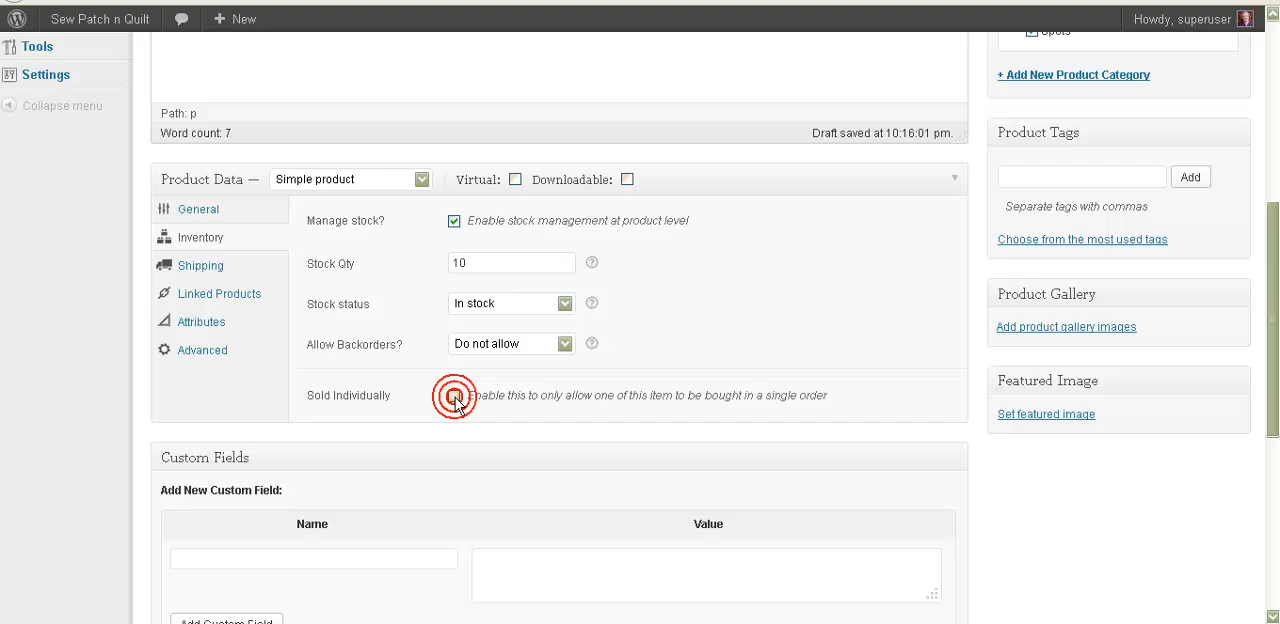 Sew Patch n Quilt
New
Howdy, superuser
Tools
Settings
Collapse menu
Path: p
Word count: 7
Draft saved at 10:16:01 pm.
Product Data —
Simple product
Virtual:
Downloadable:
General
Inventory
Shipping
Linked Products
Attributes
Advanced
Manage stock?
Enable stock management at product level
Stock Qty
10
Stock status
In stock
Allow Backorders?
Do not allow
Sold Individually
Enable this to only allow one of this item to be bought in a single order
Custom Fields
Add New Custom Field:
Name
Value
Add Custom Field
Spots
+ Add New Product Category
Product Tags
Add
Separate tags with commas
Choose from the most used tags
Product Gallery
Add product gallery images
Featured Image
Set featured image